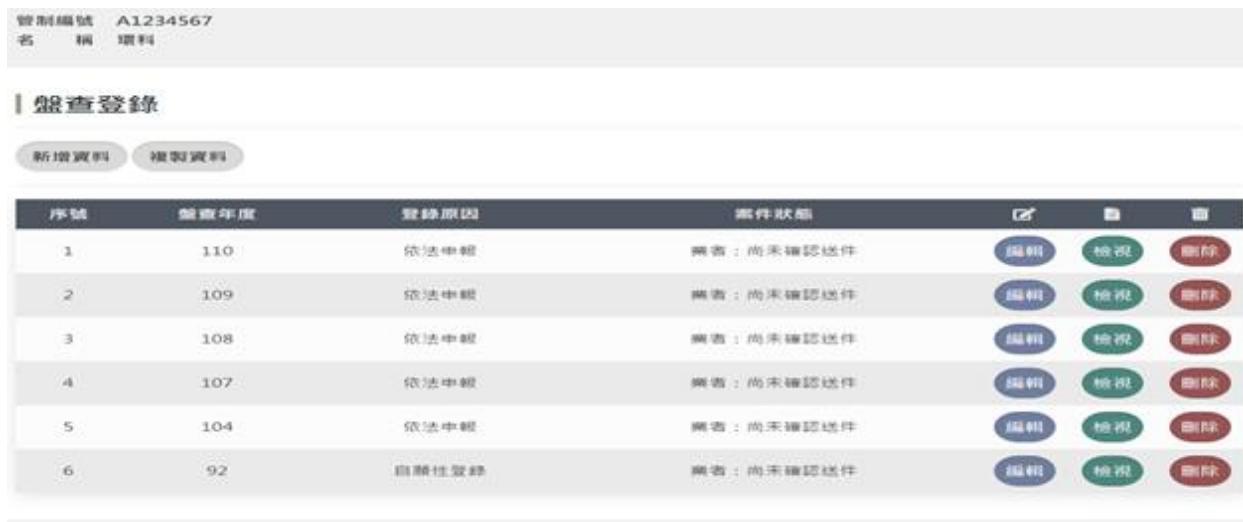 管制編號 A1234567
名 稱 環科
盤查登錄
新增資料 複製資料
序號 盤查年度 登錄原因 案件狀態
1 110 依法申報 業者：尚未確認送件 編輯 檢視 刪除
2 109 依法申報 業者：尚未確認送件 編輯 檢視 刪除
3 108 依法申報 業者：尚未確認送件 編輯 檢視 刪除
4 107 依法申報 業者：尚未確認送件 編輯 檢視 刪除
5 104 依法申報 業者：尚未確認送件 編輯 檢視 刪除
6 92 自願性登錄 業者：尚未確認送件 編輯 檢視 刪除